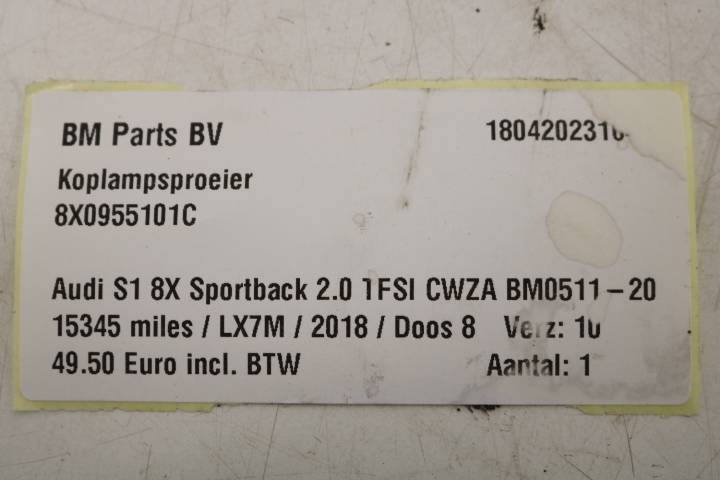 BM Parts BV
Koplampsproeier
8X0955101C
Audi S1 8X Sportback 2.0 TFSI CWZA BM0511-20
15345 miles / LX7M / 2018 / Doos 8 Verz: 10
49.50 Euro incl. BTW Aantal: 1